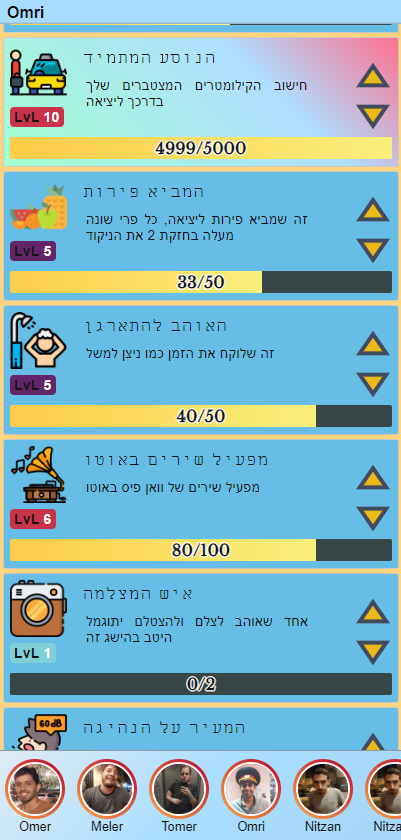 Omri
הנוסע המתמיד
חישוב הקילומטרים המצטברים שלך
בדרכך ליציאה
LvL 10
4999/5000
המביא פירות
זה שמביא פירות ליציאה, כל פרי שונה
מעלה בחזקת 2 את הניקוד
LvL 5
33/50
האוהב להתארגן
זה שלוקח את הזמן כמו ניצן למשל
LvL 5
40/50
מפעיל שירים באוטו
מפעיל שירים של וואן פיס באוטו
LvL 6
80/100
איש המצלמה
אחד שאוהב לצלם ולהצטלם יתוגמל
היטב בהישג זה
LvL 1
0/2
המעיר על הנהיגה
60dB
Omer
Meler
Tomer
Omri
Nitzan
Nitza